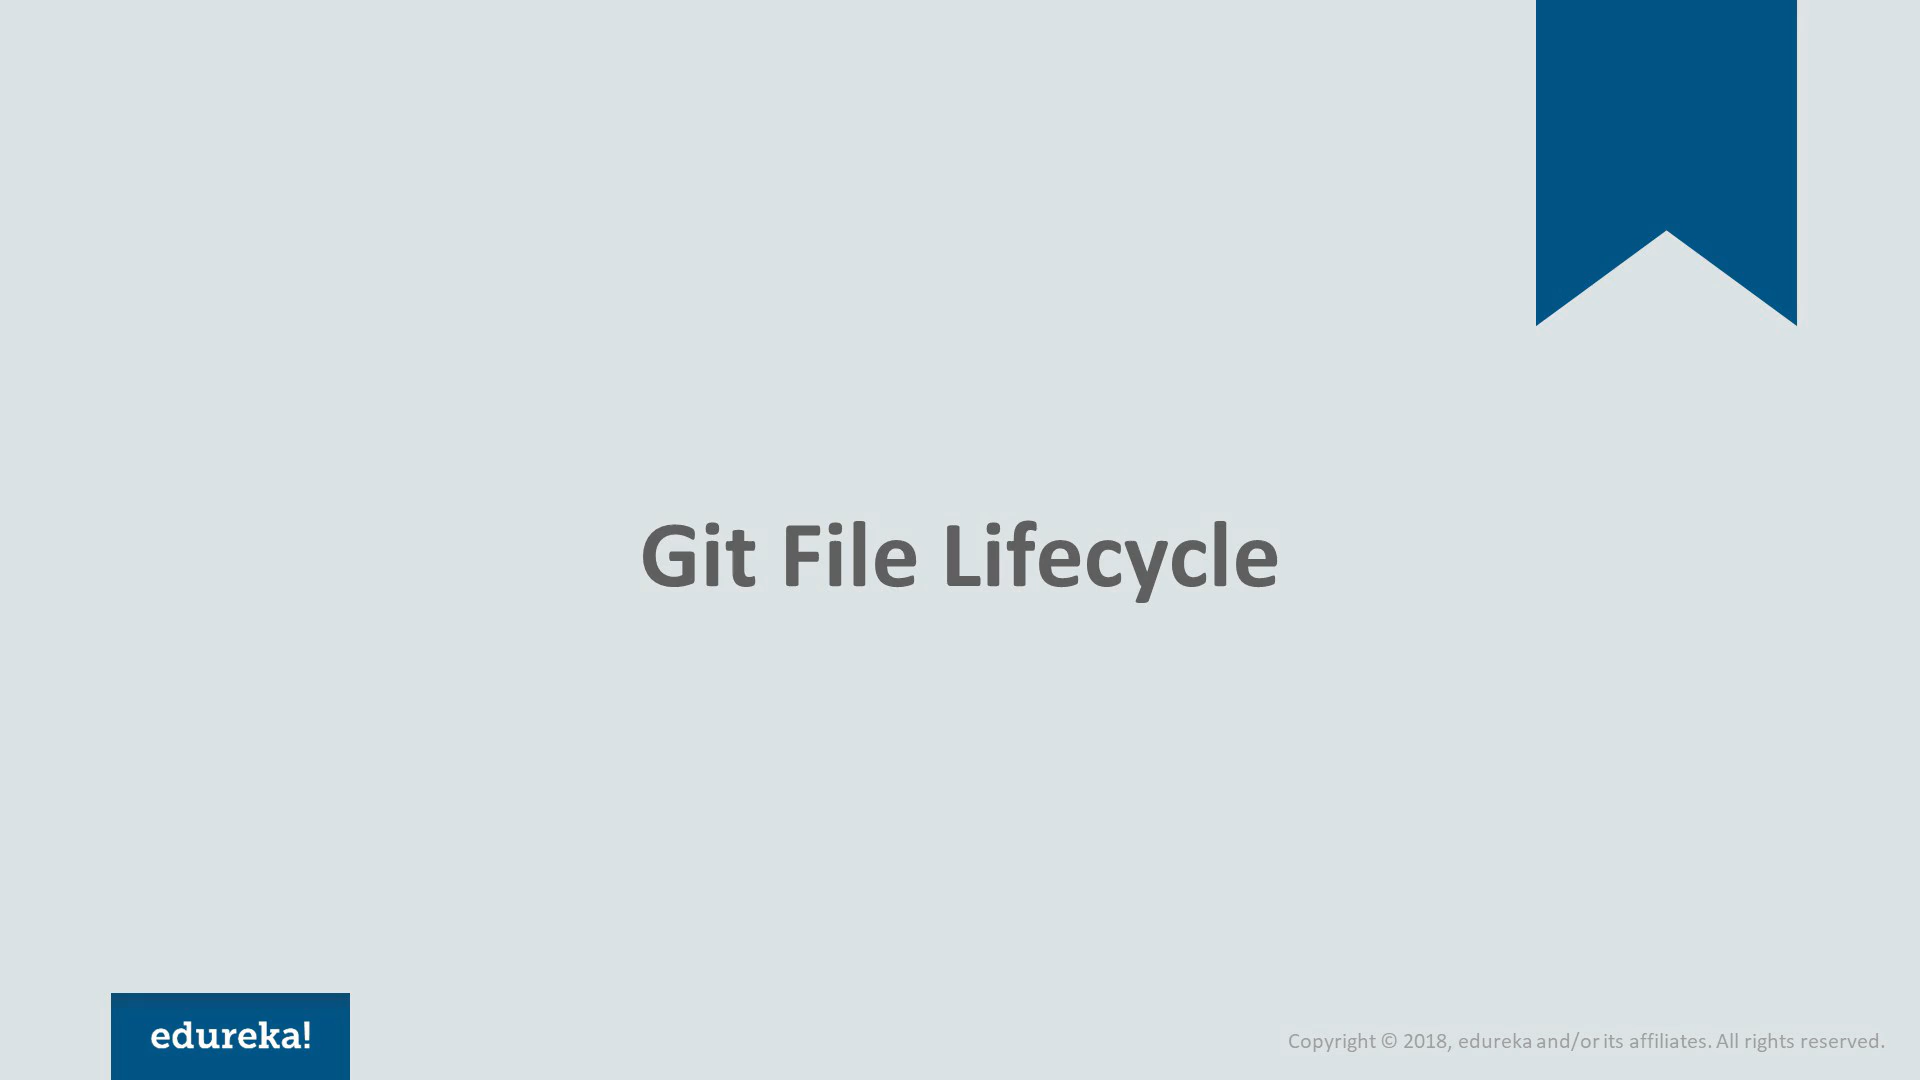 Git File Lifecycle
edureka!
Copyright © 2018, edureka and/or its affiliates. All rights reserved.